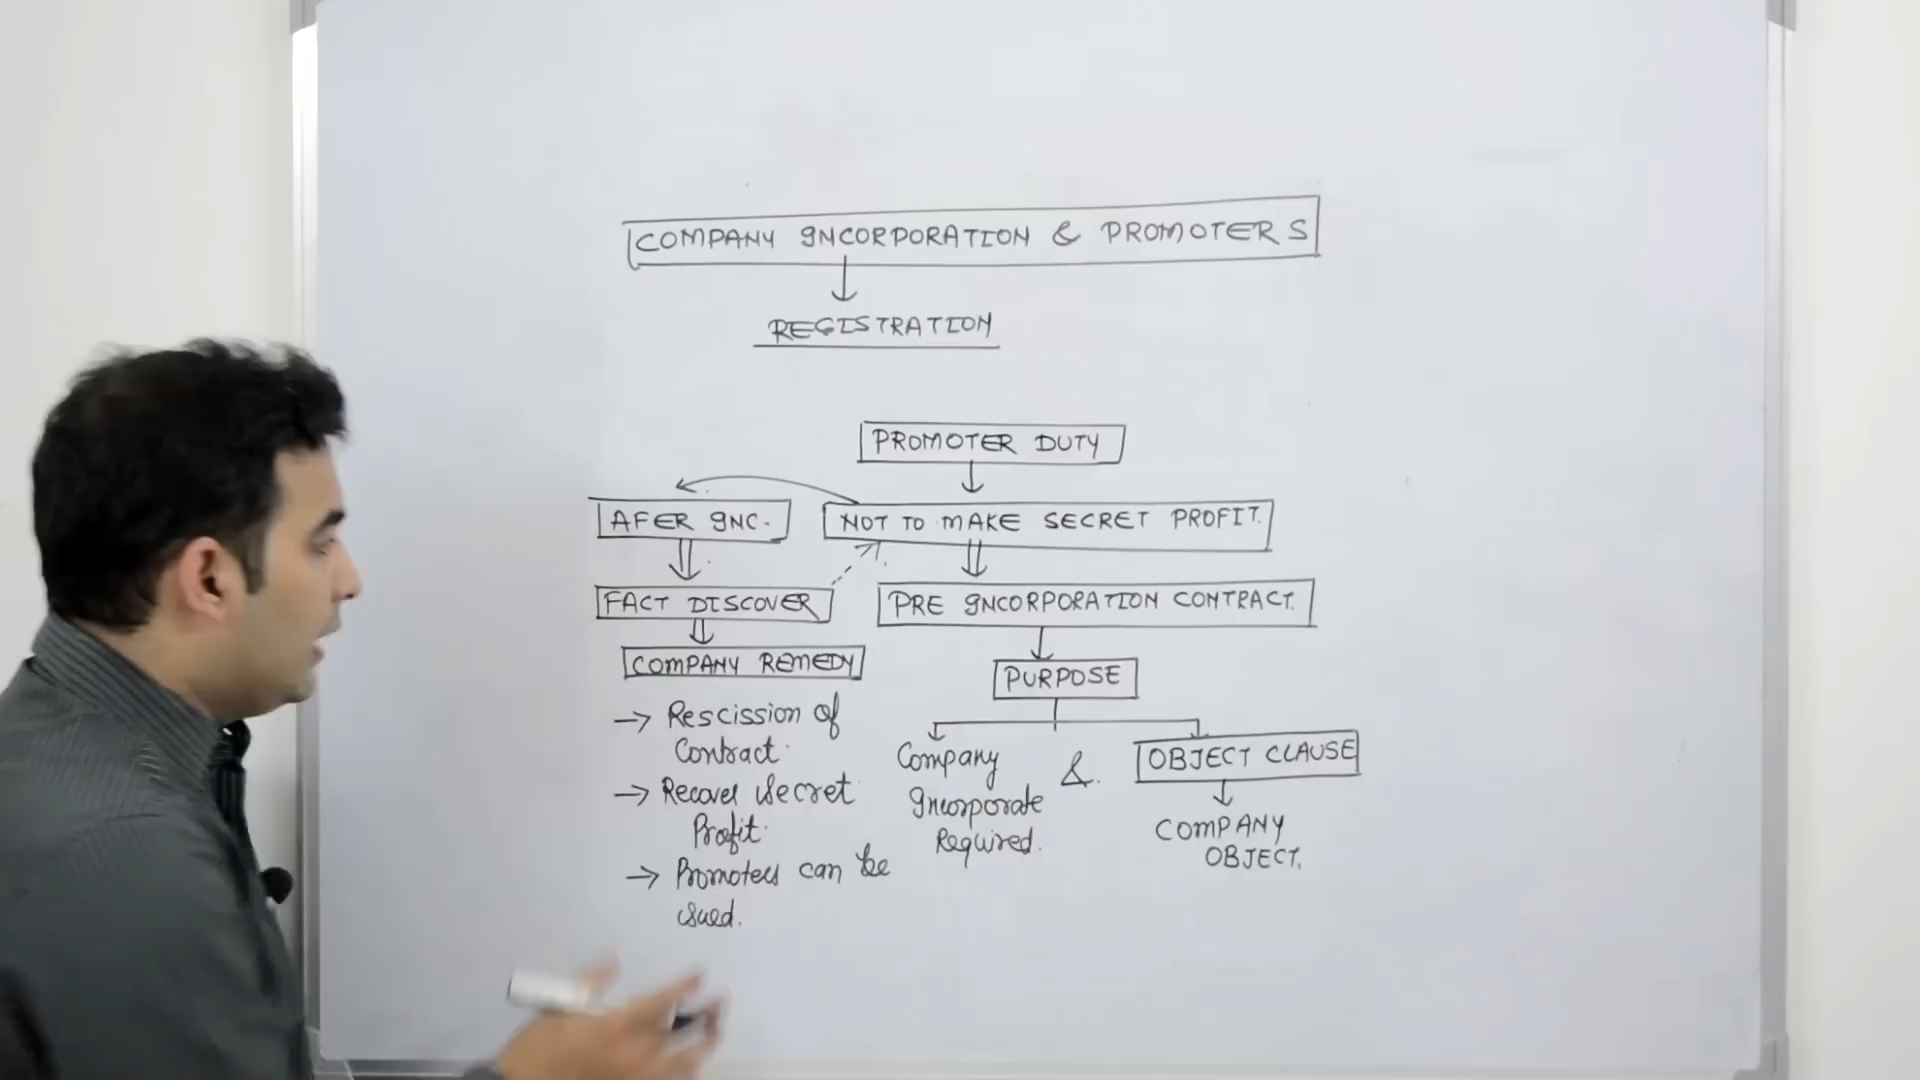 COMPANY INCORPORATION & PROMOTERS
REGISTRATION
PROMOTER DUTY
AFER INC.
NOT TO MAKE SECRET PROFIT.
FACT DISCOVER
PRE INCORPORATION CONTRACT.
COMPANY REMEDY
PURPOSE
→ Rescission of
Contract.
→ Recover secret
Profit.
→ Promoters can be
sued.
Company
Incorporate
Required.
&.
OBJECT CLAUSE
COMPANY
OBJECT.